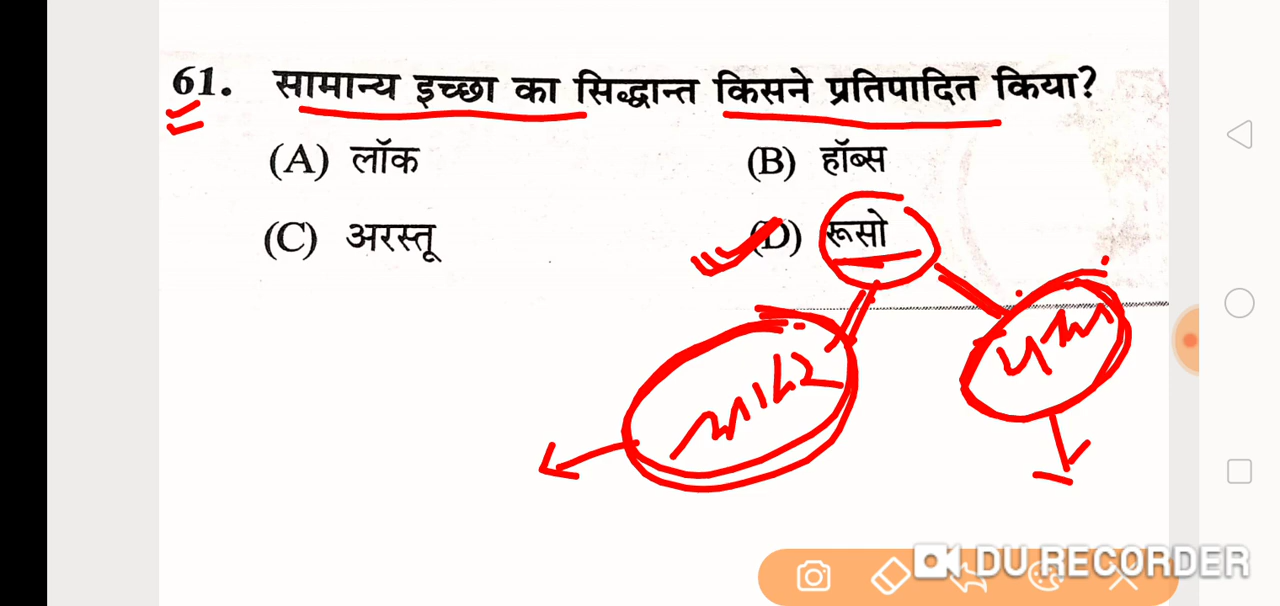 61. सामान्य इच्छा का सिद्धान्त किसने प्रतिपादित किया?
(A) लॉक (B) हॉब्स
(C) अरस्तू (D) रूसो
DU RECORDER